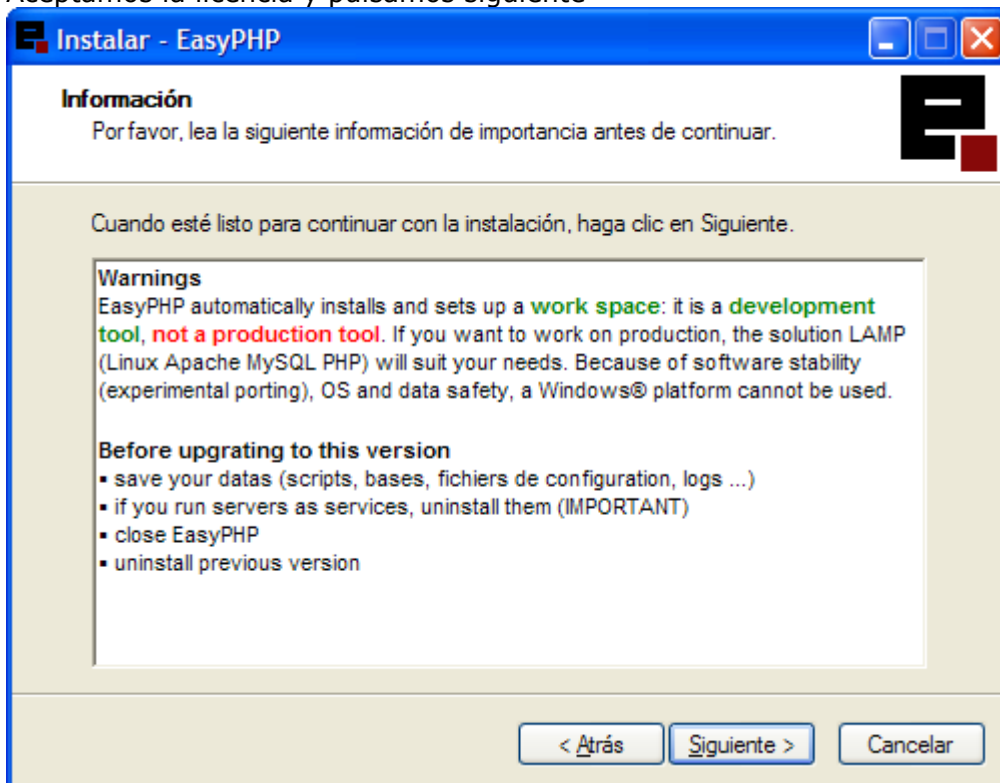 Aceptamos la licencia y pulsamos Siguiente
Instalar - EasyPHP
Información
Por favor, lea la siguiente información de importancia antes de continuar.
Cuando esté listo para continuar con la instalación, haga clic en Siguiente.
Warnings
EasyPHP automatically installs and sets up a work space: it is a development
tool, not a production tool. If you want to work on production, the solution LAMP
(Linux Apache MySQL PHP) will suit your needs. Because of software stability
(experimental porting), OS and data safety, a Windows® platform cannot be used.
Before upgrating to this version
▪ save your datas (scripts, bases, fichiers de configuration, logs ...)
▪ if you run servers as services, uninstall them (IMPORTANT)
▪ close EasyPHP
▪ uninstall previous version
< Atrás
Siguiente >
Cancelar